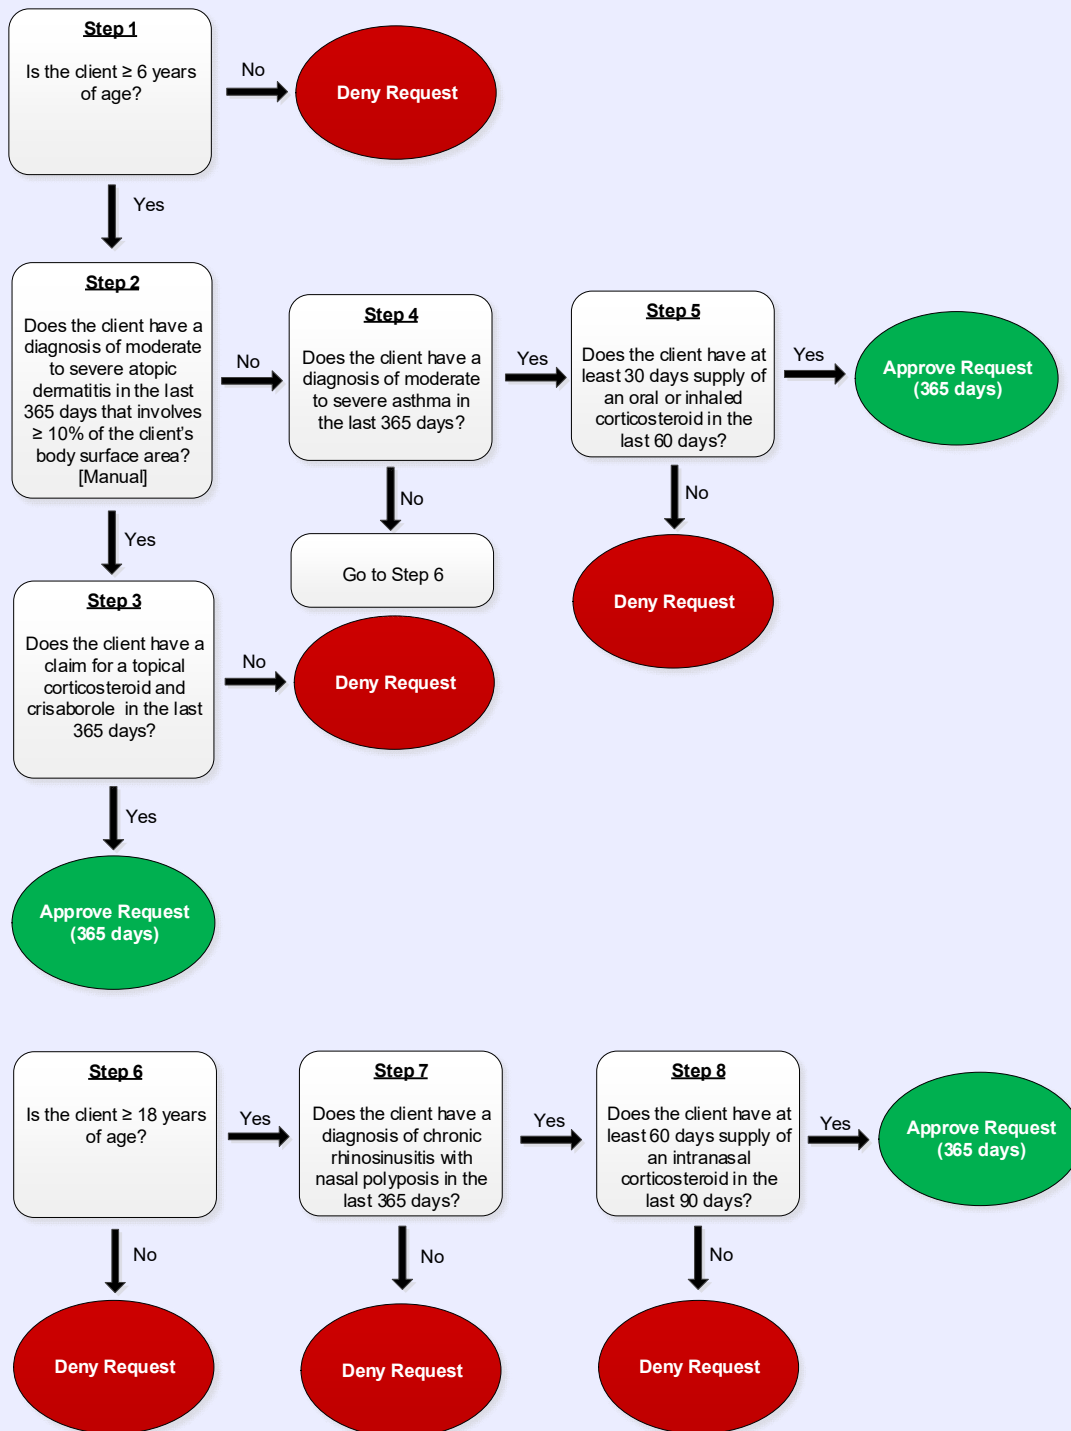 Step 1
Is the client ≥ 6 years
of age?
No
Deny Request
Yes
Step 2
Does the client have a
diagnosis of moderate
to severe atopic
dermatitis in the last
365 days that involves
≥ 10% of the client's
body surface area?
[Manual]
No
Step 4
Does the client have a
diagnosis of moderate
to severe asthma in
the last 365 days?
Yes
Step 5
Does the client have at
least 30 days supply of
an oral or inhaled
corticosteroid in the
last 60 days?
Yes
Approve Request
(365 days)
No
Go to Step 6
No
Deny Request
Yes
Step 3
Does the client have a
claim for a topical
corticosteroid and
crisaborole in the last
365 days?
No
Deny Request
Yes
Approve Request
(365 days)
Step 6
Is the client ≥ 18 years
of age?
Yes
Step 7
Does the client have a
diagnosis of chronic
rhinosinusitis with
nasal polyposis in the
last 365 days?
Yes
Step 8
Does the client have at
least 60 days supply of
an intranasal
corticosteroid in the
last 90 days?
Yes
Approve Request
(365 days)
No
Deny Request
No
Deny Request
No
Deny Request